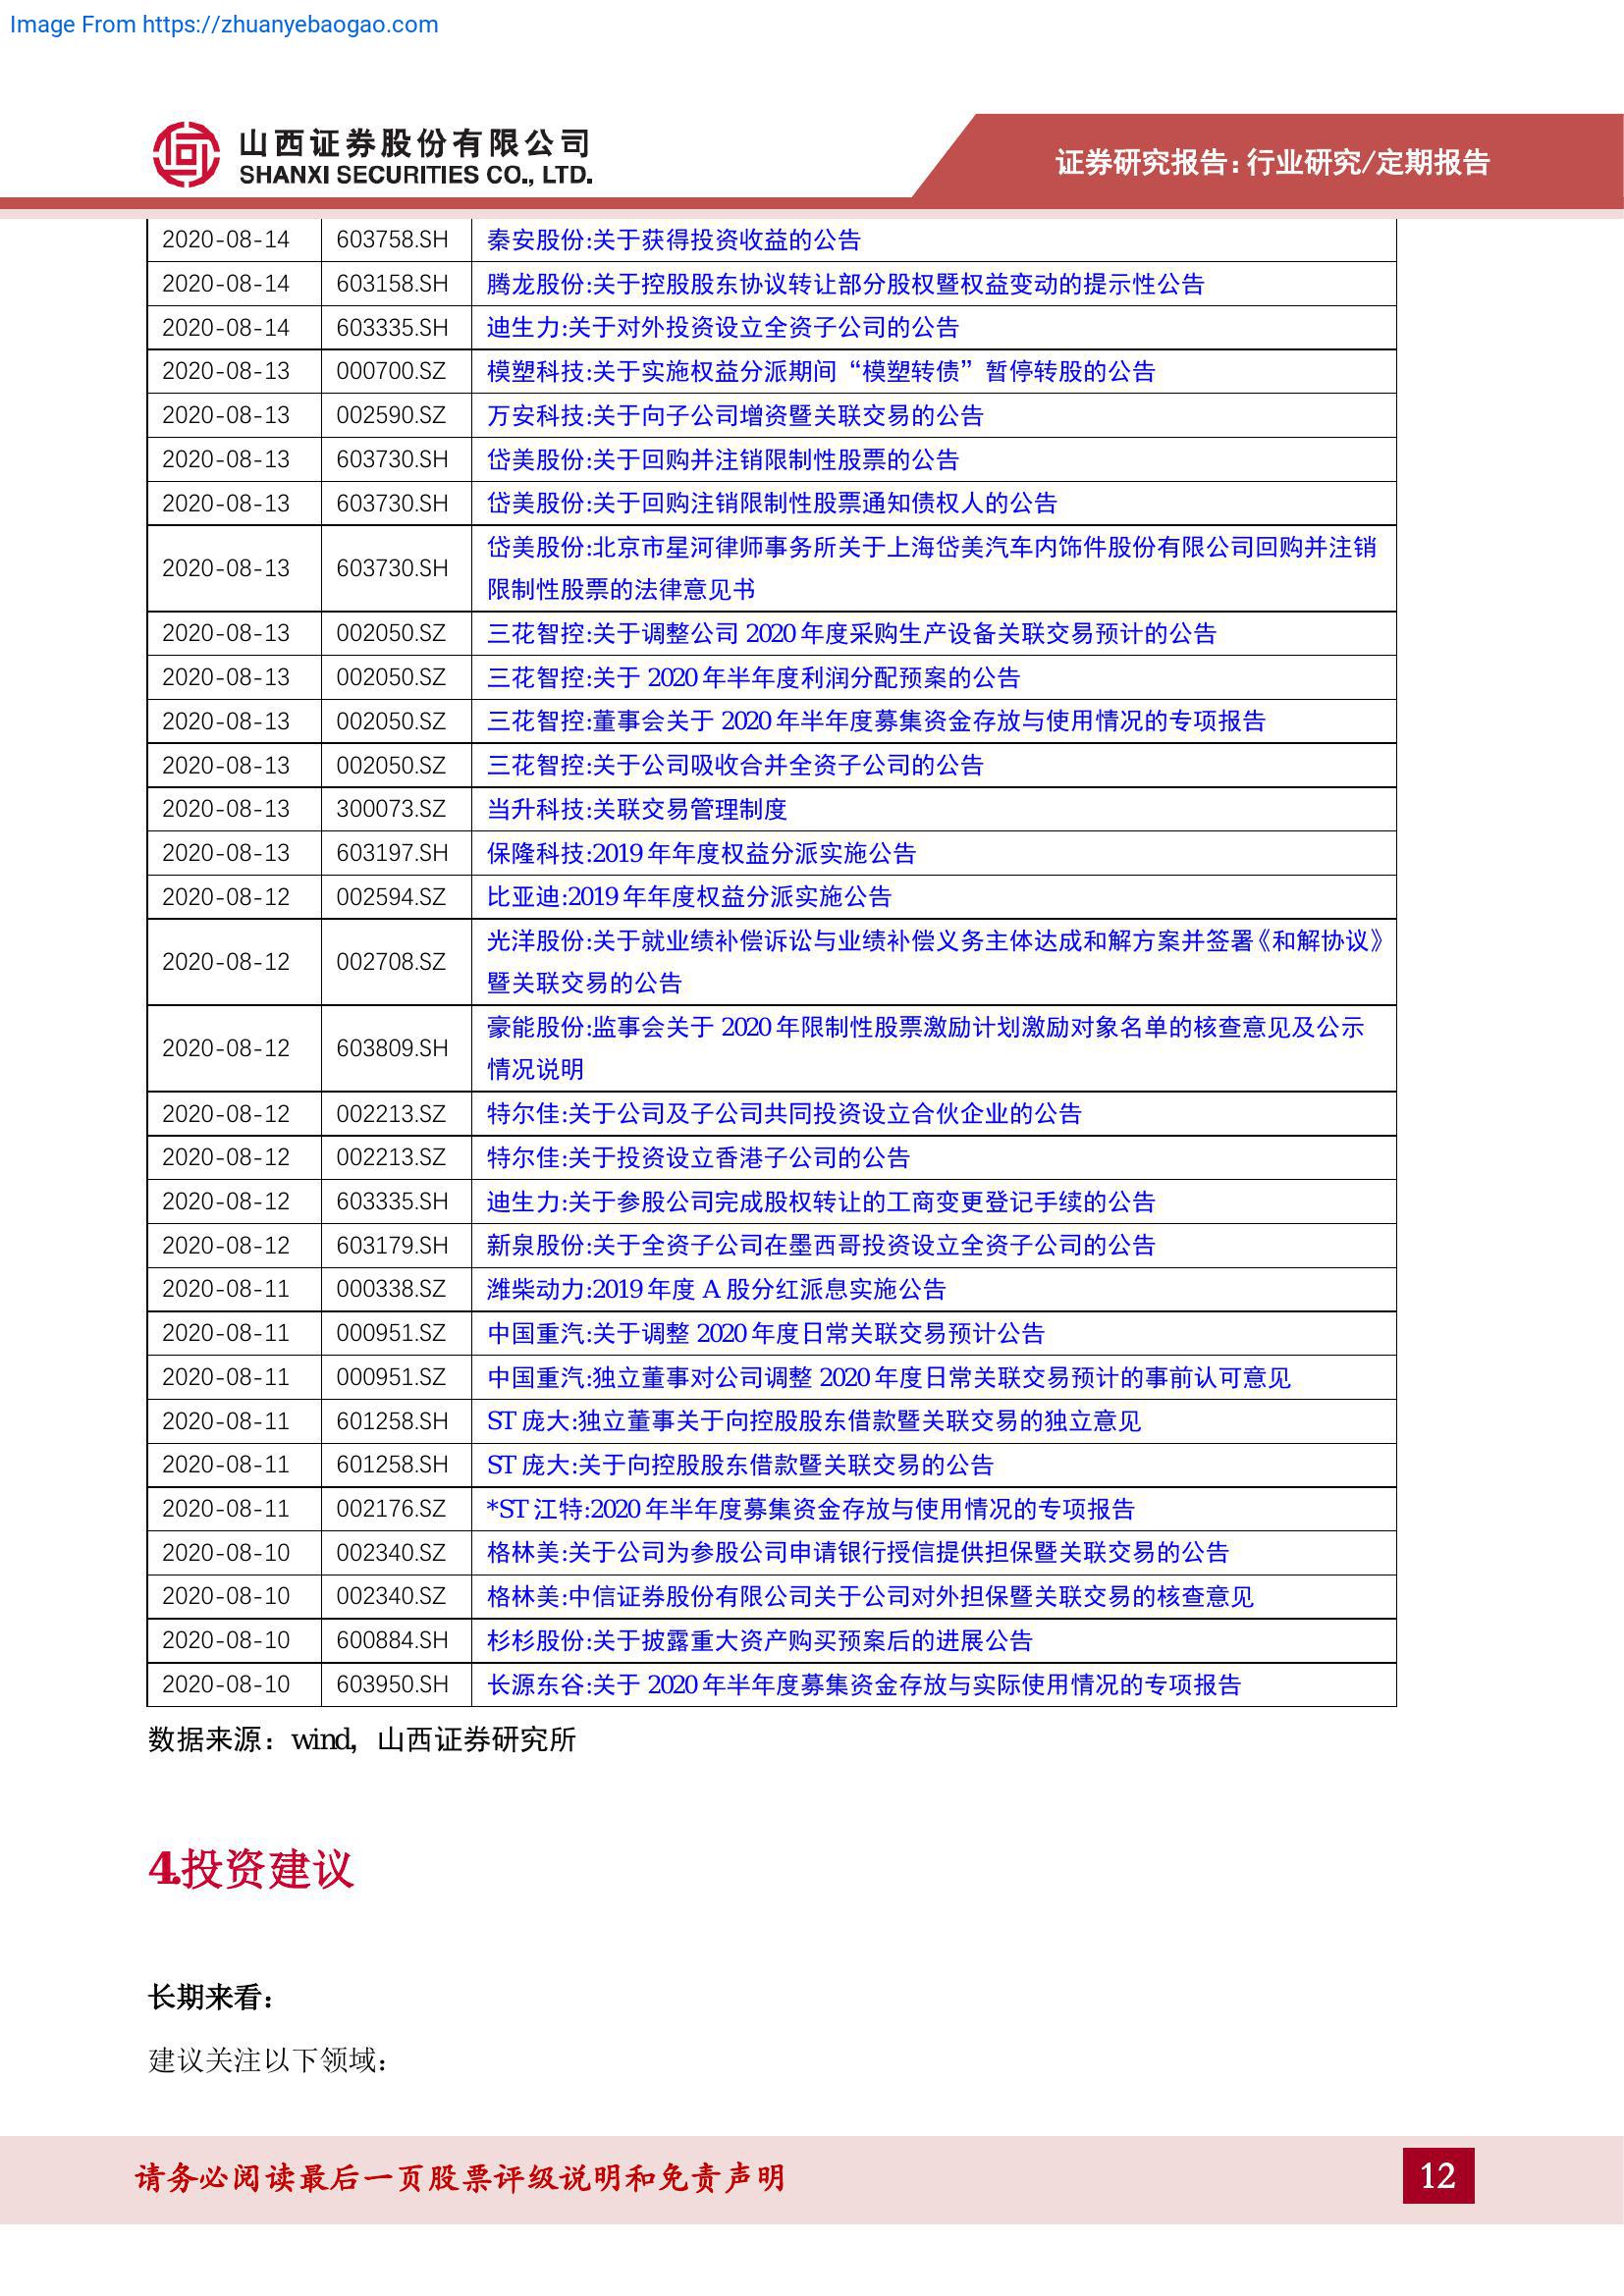 Image From https://zhuanyebaogao.com
山西证券股份有限公司
SHANXI SECURITIES CO., LTD.
证券研究报告:行业研究/定期报告
2020-08-14 603758.SH 秦安股份:关于获得投资收益的公告
2020-08-14 603158.SH 腾龙股份:关于控股股东协议转让部分股权暨权益变动的提示性公告
2020-08-14 603335.SH 迪生力:关于对外投资设立全资子公司的公告
2020-08-13 000700.SZ 模塑科技:关于实施权益分派期间“模塑转债”暂停转股的公告
2020-08-13 002590.SZ 万安科技:关于向子公司增资暨关联交易的公告
2020-08-13 603730.SH 岱美股份:关于回购并注销限制性股票的公告
2020-08-13 603730.SH 岱美股份:关于回购注销限制性股票通知债权人的公告
2020-08-13 603730.SH 岱美股份:北京市星河律师事务所关于上海岱美汽车内饰件股份有限公司回购并注销
限制性股票的法律意见书
2020-08-13 002050.SZ 三花智控:关于调整公司 2020 年度采购生产设备关联交易预计的公告
2020-08-13 002050.SZ 三花智控:关于 2020 年半年度利润分配预案的公告
2020-08-13 002050.SZ 三花智控:董事会关于 2020 年半年度募集资金存放与使用情况的专项报告
2020-08-13 002050.SZ 三花智控:关于公司吸收合并全资子公司的公告
2020-08-13 300073.SZ 当升科技:关联交易管理制度
2020-08-13 603197.SH 保隆科技:2019 年年度权益分派实施公告
2020-08-12 002594.SZ 比亚迪:2019 年年度权益分派实施公告
2020-08-12 002708.SZ 光洋股份:关于就业绩补偿诉讼与业绩补偿义务主体达成和解方案并签署《和解协议》
暨关联交易的公告
2020-08-12 603809.SH 豪能股份:监事会关于 2020 年限制性股票激励计划激励对象名单的核查意见及公示
情况说明
2020-08-12 002213.SZ 特尔佳:关于公司及子公司共同投资设立合伙企业的公告
2020-08-12 002213.SZ 特尔佳:关于投资设立香港子公司的公告
2020-08-12 603335.SH 迪生力:关于参股公司完成股权转让的工商变更登记手续的公告
2020-08-12 603179.SH 新泉股份:关于全资子公司在墨西哥投资设立全资子公司的公告
2020-08-11 000338.SZ 潍柴动力:2019 年度 A 股分红派息实施公告
2020-08-11 000951.SZ 中国重汽:关于调整 2020 年度日常关联交易预计公告
2020-08-11 000951.SZ 中国重汽:独立董事对公司调整 2020 年度日常关联交易预计的事前认可意见
2020-08-11 601258.SH ST 庞大:独立董事关于向控股股东借款暨关联交易的独立意见
2020-08-11 601258.SH ST 庞大:关于向控股股东借款暨关联交易的公告
2020-08-11 002176.SZ *ST 江特:2020 年半年度募集资金存放与使用情况的专项报告
2020-08-10 002340.SZ 格林美:关于公司为参股公司申请银行授信提供担保暨关联交易的公告
2020-08-10 002340.SZ 格林美:中信证券股份有限公司关于公司对外担保暨关联交易的核查意见
2020-08-10 600884.SH 杉杉股份:关于披露重大资产购买预案后的进展公告
2020-08-10 603950.SH 长源东谷:关于 2020 年半年度募集资金存放与实际使用情况的专项报告
数据来源：wind，山西证券研究所
4.投资建议
长期来看：
建议关注以下领域：
请务必阅读最后一页股票评级说明和免责声明
12